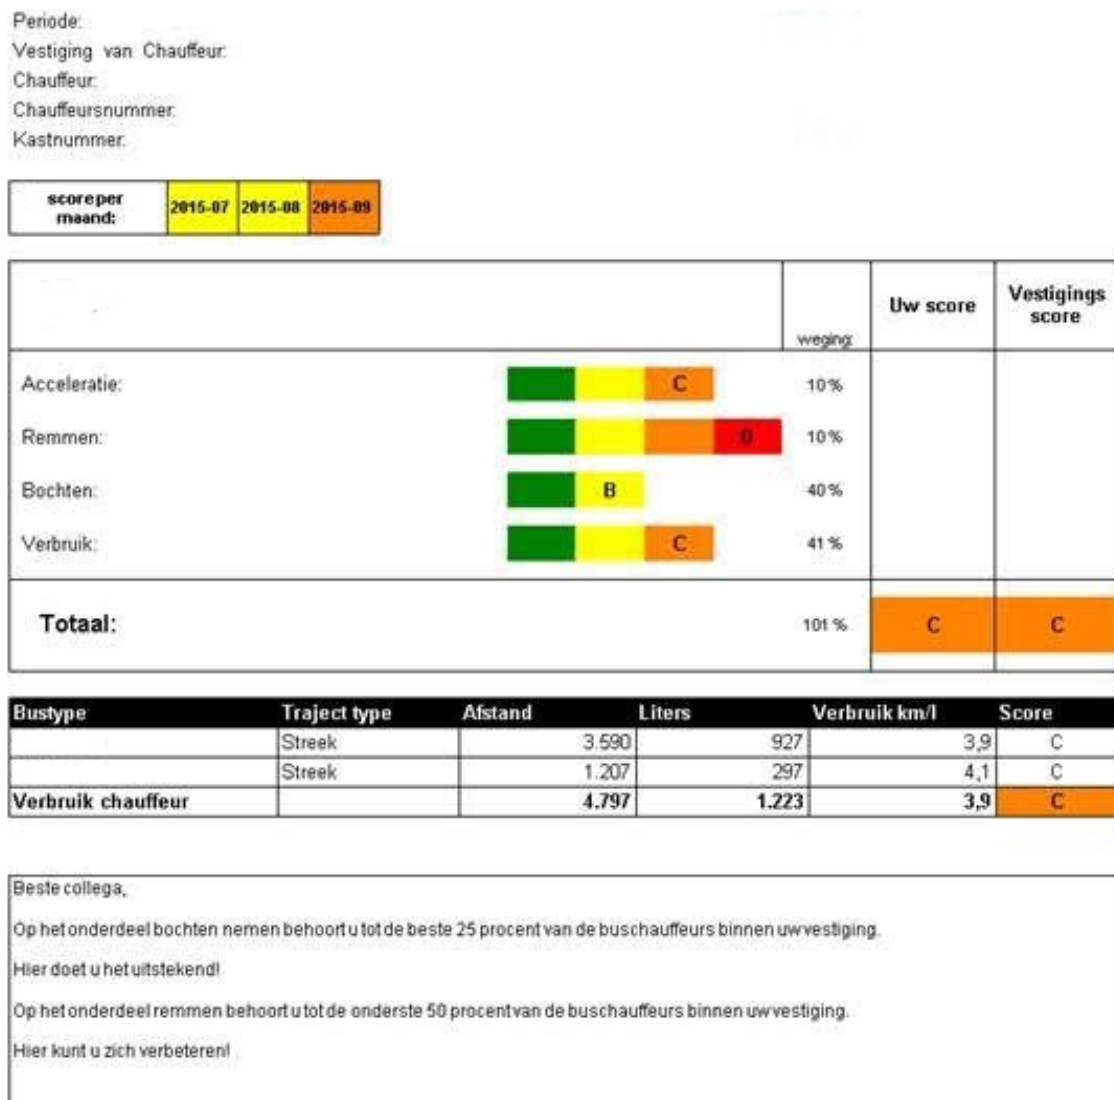 Periode:
Vestiging van Chauffeur:
Chauffeur:
Chauffeursnummer:
Kastnummer:
score per maand: 2015-07 2015-08 2015-09
weging: Uw score Vestigings score
Acceleratie: C 10 %
Remmen: D 10 %
Bochten: B 40 %
Verbruik: C 41 %
Totaal: 101 % C C
Bustype Traject type Afstand Liters Verbruik km/l Score
Streek 3.590 927 3,9 C
Streek 1.207 297 4,1 C
Verbruik chauffeur 4.797 1.223 3,9 C
Beste collega,
Op het onderdeel bochten nemen behoort u tot de beste 25 procent van de buschauffeurs binnen uw vestiging.
Hier doet u het uitstekend!
Op het onderdeel remmen behoort u tot de onderste 50 procent van de buschauffeurs binnen uw vestiging.
Hier kunt u zich verbeteren!